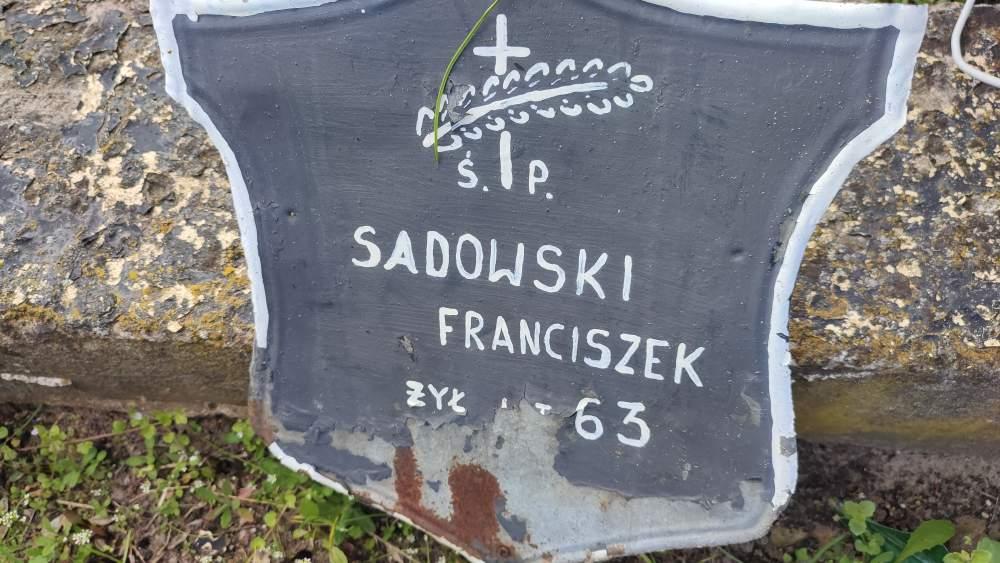 Ś. P.
SADOWSKI
FRANCISZEK
ŻYŁ 63